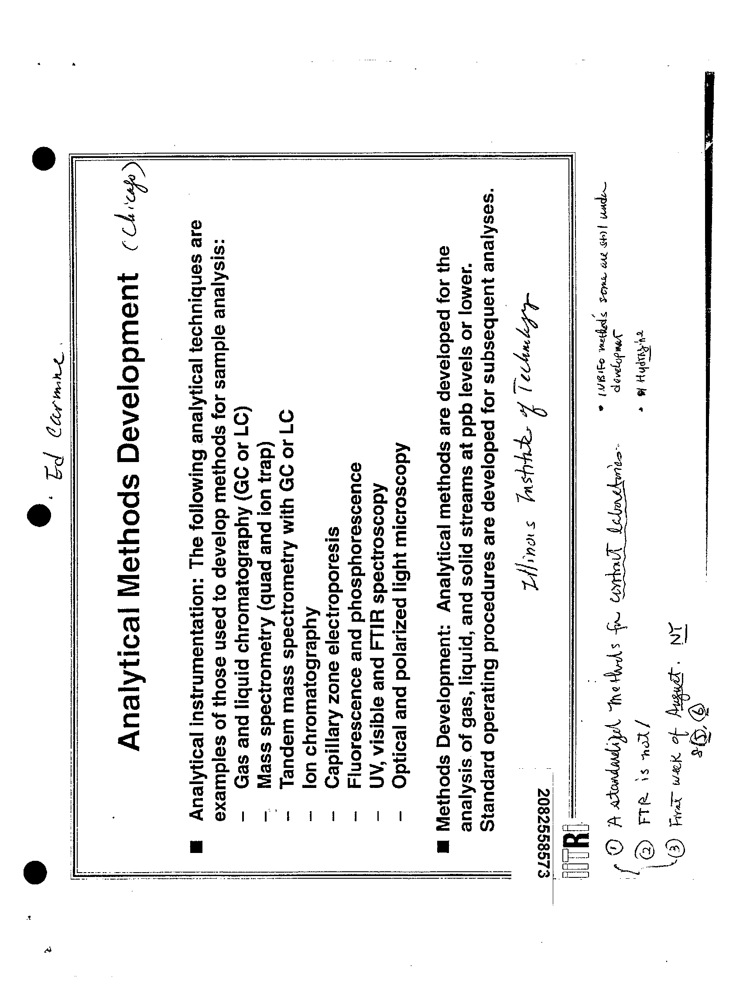 Ed Carmine.
Analytical Methods Development (Chicago)
■ Analytical Instrumentation: The following analytical techniques are
examples of those used to develop methods for sample analysis:
– Gas and liquid chromatography (GC or LC)
– Mass spectrometry (quad and ion trap)
– Tandem mass spectrometry with GC or LC
– Ion chromatography
– Capillary zone electroporesis
– Fluorescence and phosphorescence
– UV, visible and FTIR spectroscopy
– Optical and polarized light microscopy
■ Methods Development: Analytical methods are developed for the
analysis of gas, liquid, and solid streams at ppb levels or lower.
Standard operating procedures are developed for subsequent analyses.
Illinois Institute of Technology
2082558573
IITRI
① A standardized methods for contract laboratories
② FTR is not
③ First week of August. NT
8 ⑤, ⑥
• INBIFO methods some are still under
development
• Hydrazine